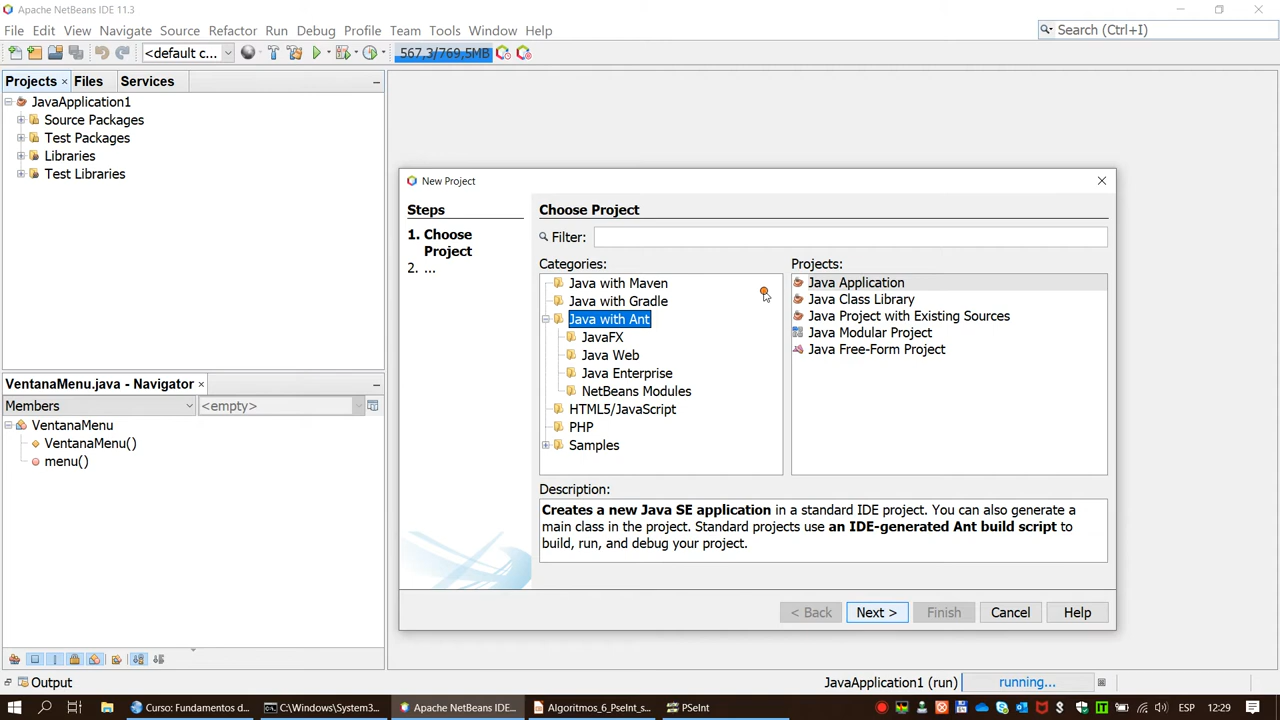 Apache NetBeans IDE 11.3
File Edit View Navigate Source Refactor Run Debug Profile Team Tools Window Help
Search (Ctrl+I)
<default c...
567,3/769,5MB
Projects Files Services
JavaApplication1
Source Packages
Test Packages
Libraries
Test Libraries
VentanaMenu.java - Navigator
Members
<empty>
VentanaMenu
VentanaMenu()
menu()
New Project
Steps
1. Choose
Project
2. ...
Choose Project
Filter:
Categories:
Java with Maven
Java with Gradle
Java with Ant
JavaFX
Java Web
Java Enterprise
NetBeans Modules
HTML5/JavaScript
PHP
Samples
Projects:
Java Application
Java Class Library
Java Project with Existing Sources
Java Modular Project
Java Free-Form Project
Description:
Creates a new Java SE application in a standard IDE project. You can also generate a
main class in the project. Standard projects use an IDE-generated Ant build script to
build, run, and debug your project.
< Back Next > Finish Cancel Help
Output
JavaApplication1 (run) running...
Curso: Fundamentos d... C:\Windows\System3... Apache NetBeans IDE... Algoritmos_6_PseInt_s... PSeInt ESP 12:29